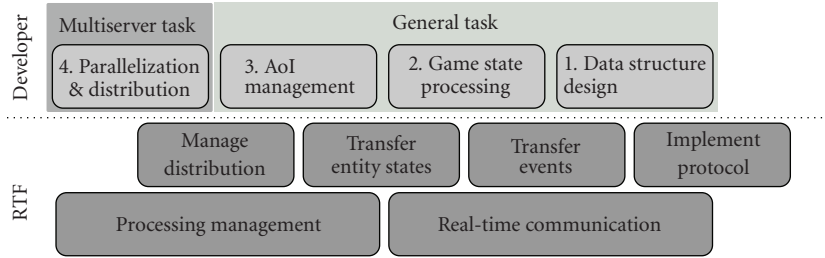 Developer
Multiserver task
General task
4. Parallelization
& distribution
3. AoI
management
2. Game state
processing
1. Data structure
design
RTF
Manage
distribution
Transfer
entity states
Transfer
events
Implement
protocol
Processing management
Real-time communication